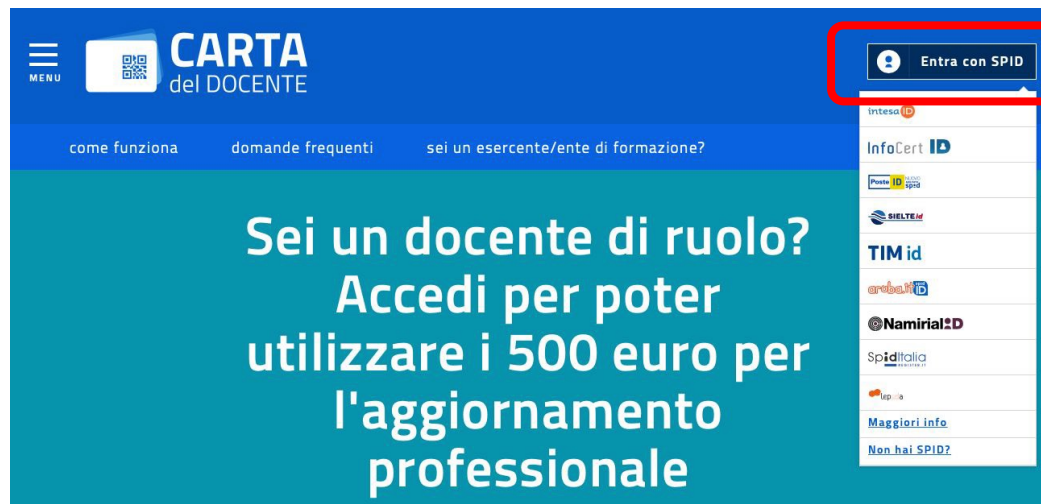 CARTA
del DOCENTE
MENU
Entra con SPID
come funziona domande frequenti sei un esercente/ente di formazione?
intesa ID
InfoCert ID
Poste ID NUOVO spid
SIELTE id
TIM id
aruba.it ID
Namirial ID
SpidItalia
lepida
Maggiori info
Non hai SPID?
Sei un docente di ruolo?
Accedi per poter
utilizzare i 500 euro per
l'aggiornamento
professionale